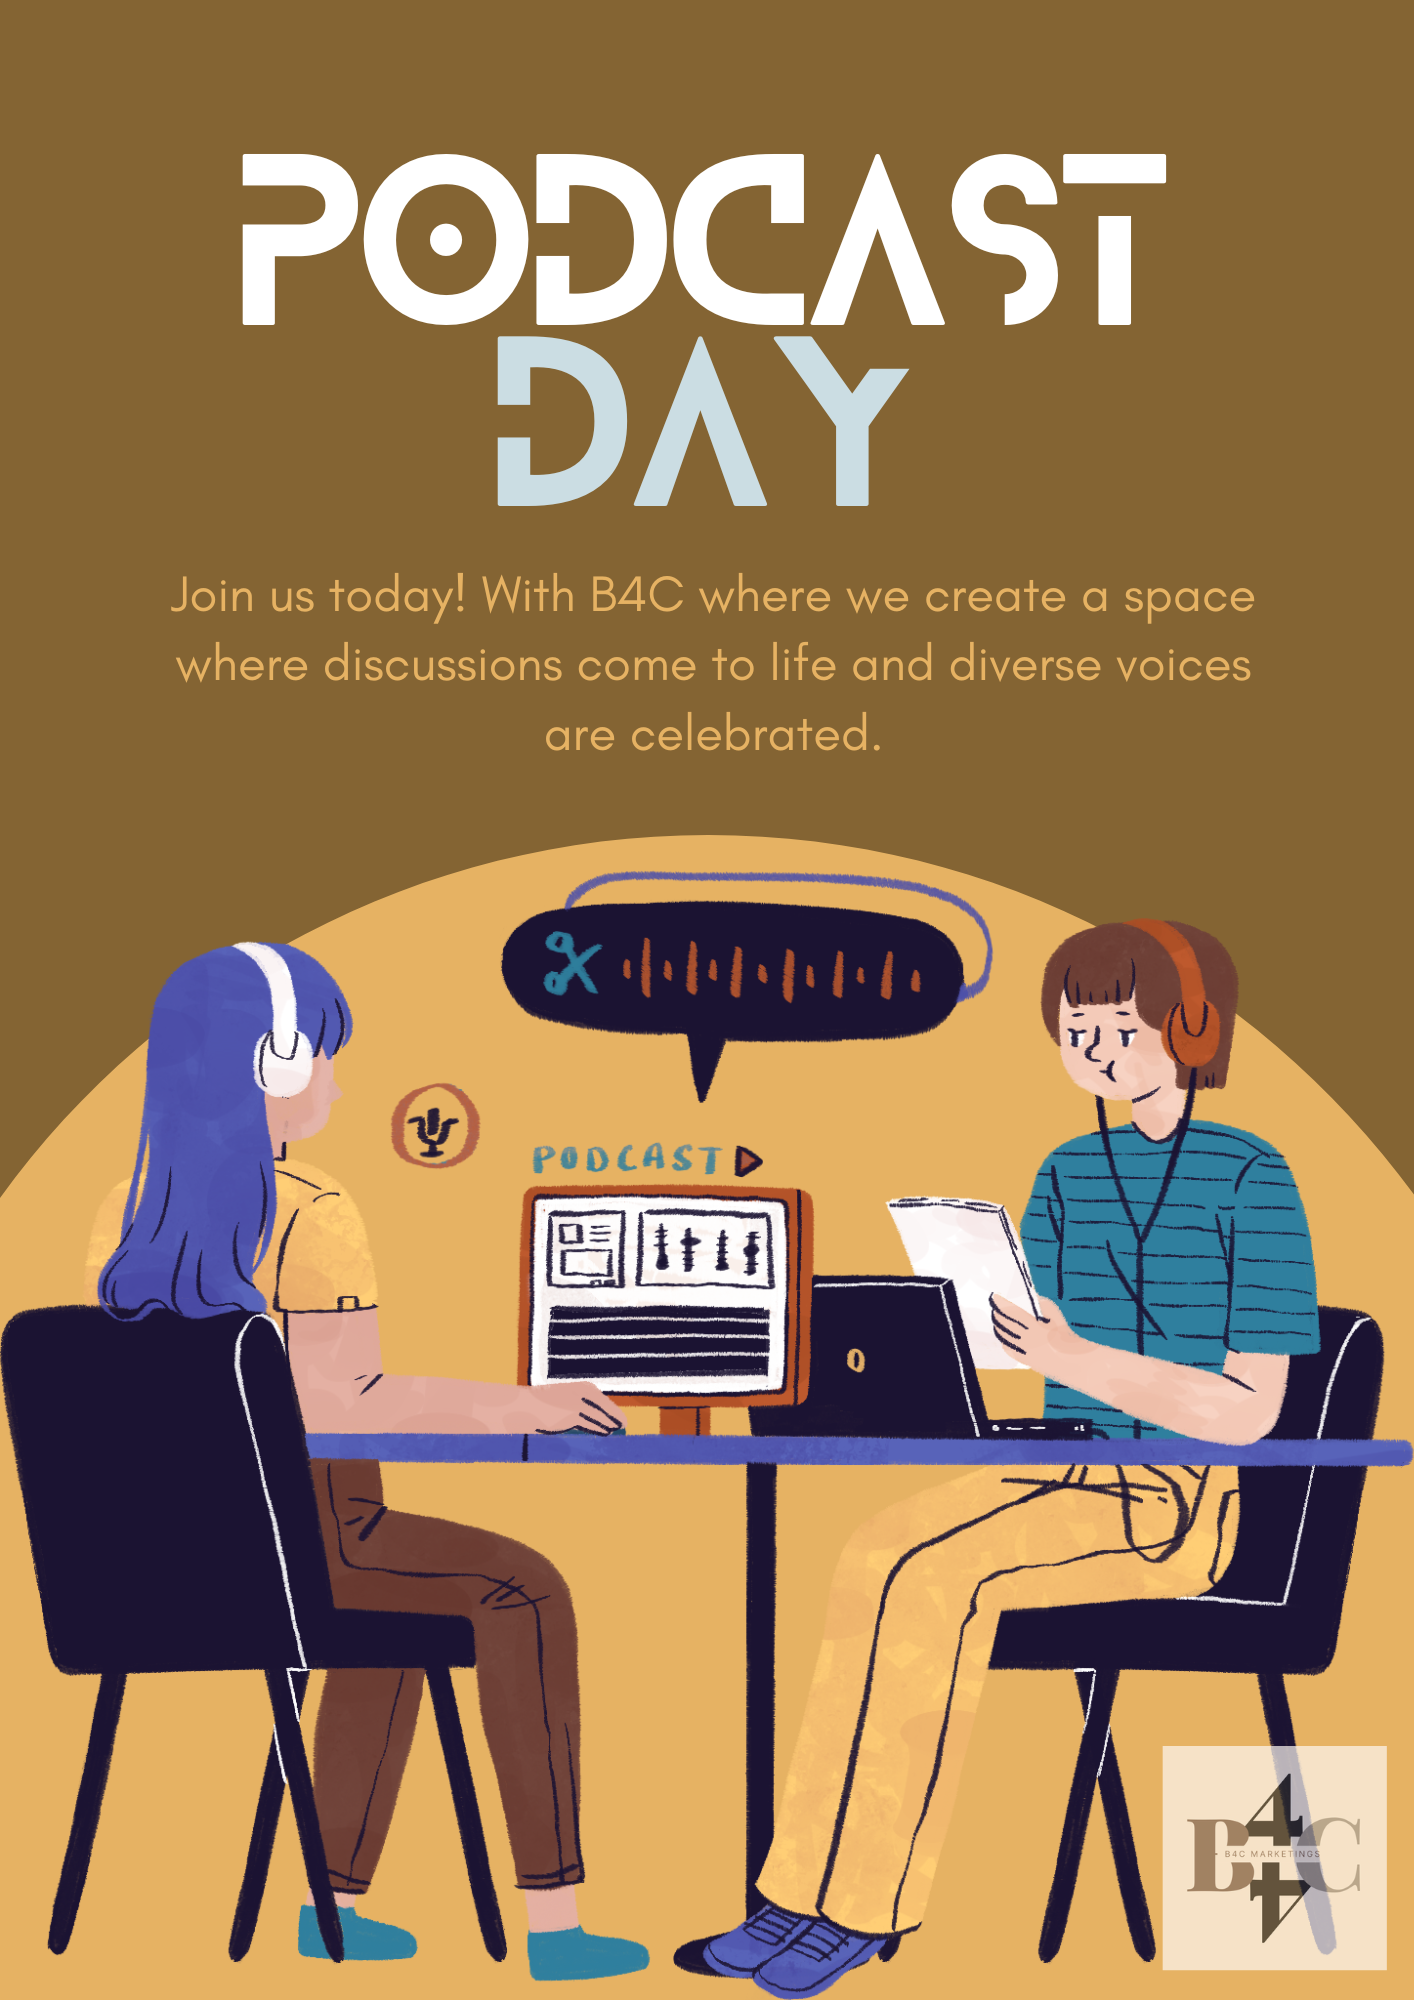 PODCAST
DAY
Join us today! With B4C where we create a space
where discussions come to life and diverse voices
are celebrated.
PODCAST
B4C
B4C MARKETINGS
4